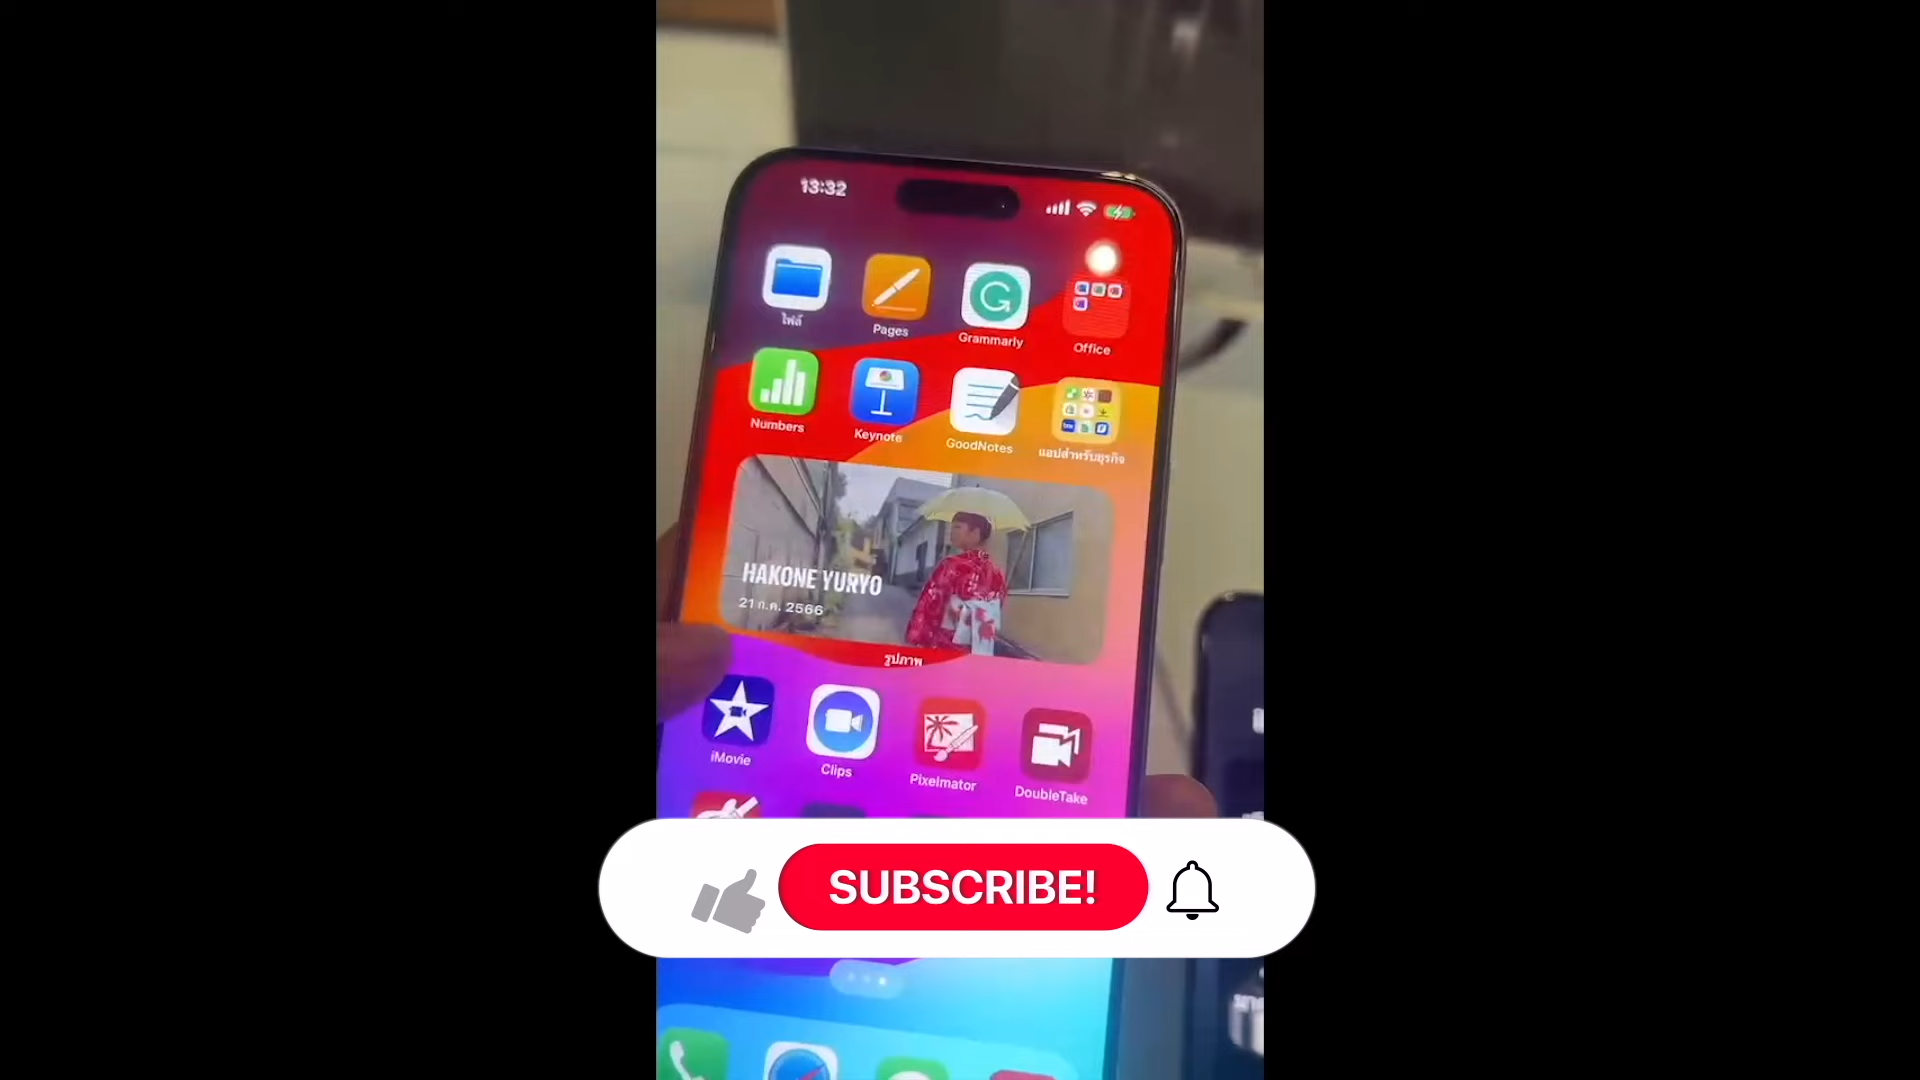 13:32
ไฟล์
Pages
Grammarly
Office
Numbers
Keynote
GoodNotes
แอปสำหรับธุรกิจ
HAKONE YURYO
21 ก.ค. 2566
รูปภาพ
iMovie
Clips
Pixelmator
DoubleTake
SUBSCRIBE!